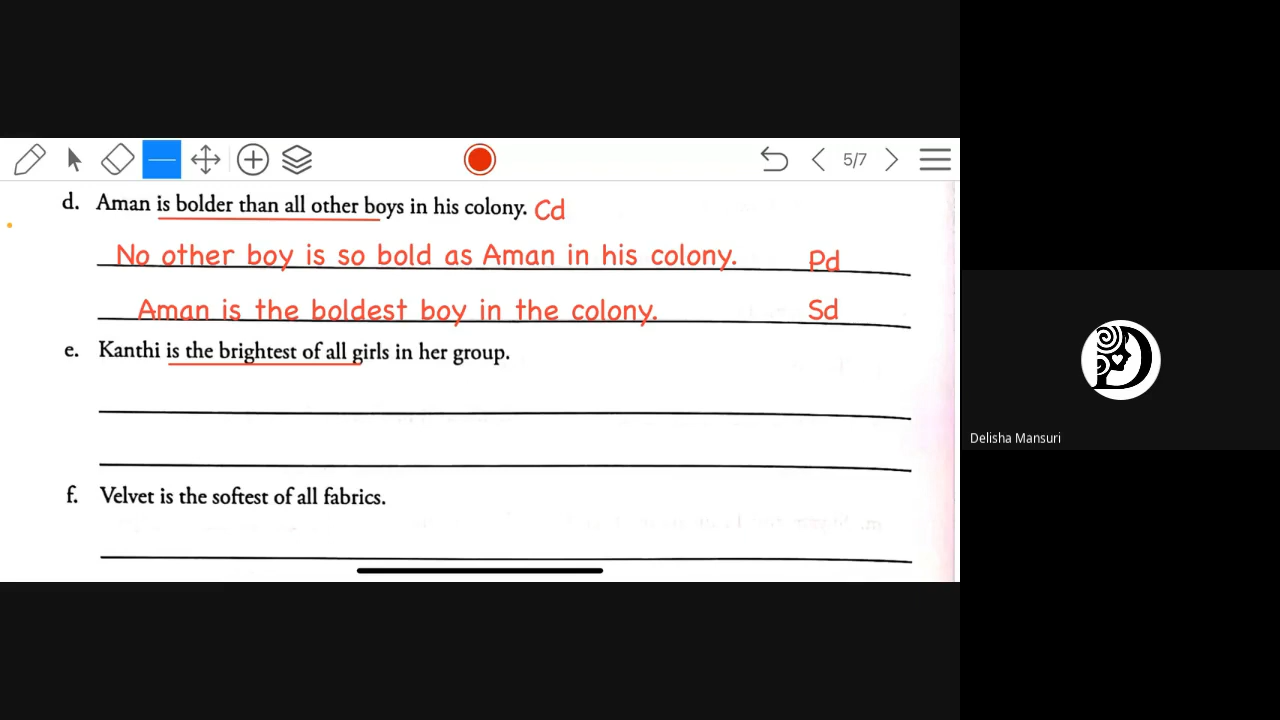 5/7
d. Aman is bolder than all other boys in his colony. Cd
No other boy is so bold as Aman in his colony. Pd
Aman is the boldest boy in the colony. Sd
e. Kanthi is the brightest of all girls in her group.
f. Velvet is the softest of all fabrics.
Delisha Mansuri